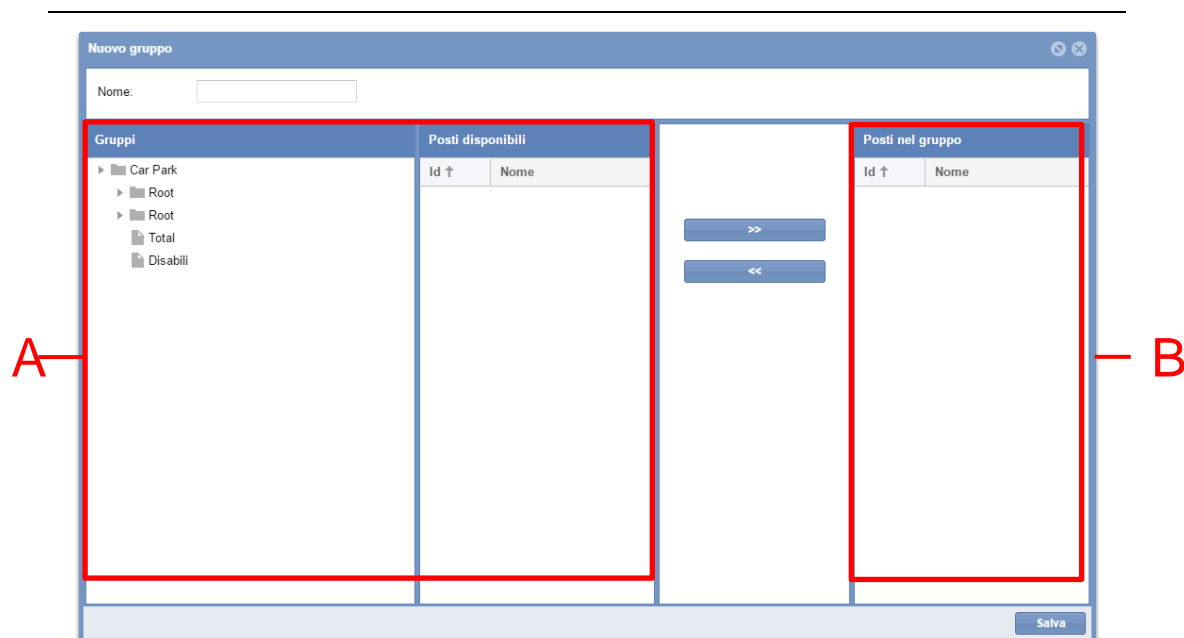 Nuovo gruppo
Nome:
Gruppi
Posti disponibili
Posti nel gruppo
Car Park
Id
Nome
Id
Nome
Root
Root
Total
Disabili
>>
<<
A
B
Salva